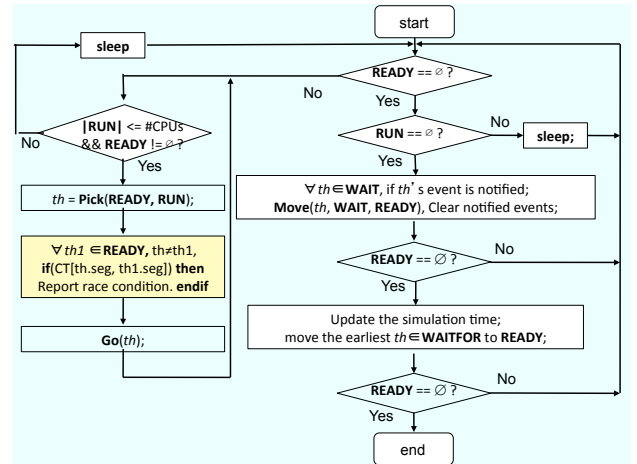 start
sleep
READY == ∅ ?
No
Yes
|RUN| <= #CPUs
&& READY != ∅ ?
No
Yes
RUN == ∅ ?
No
sleep;
Yes
th = Pick(READY, RUN);
∀ th∈WAIT, if th's event is notified;
Move(th, WAIT, READY), Clear notified events;
∀ th1 ∈READY, th≠th1,
if(CT[th.seg, th1.seg]) then
Report race condition. endif
READY == ∅ ?
No
Yes
Go(th);
Update the simulation time;
move the earliest th∈WAITFOR to READY;
READY == ∅ ?
No
Yes
end